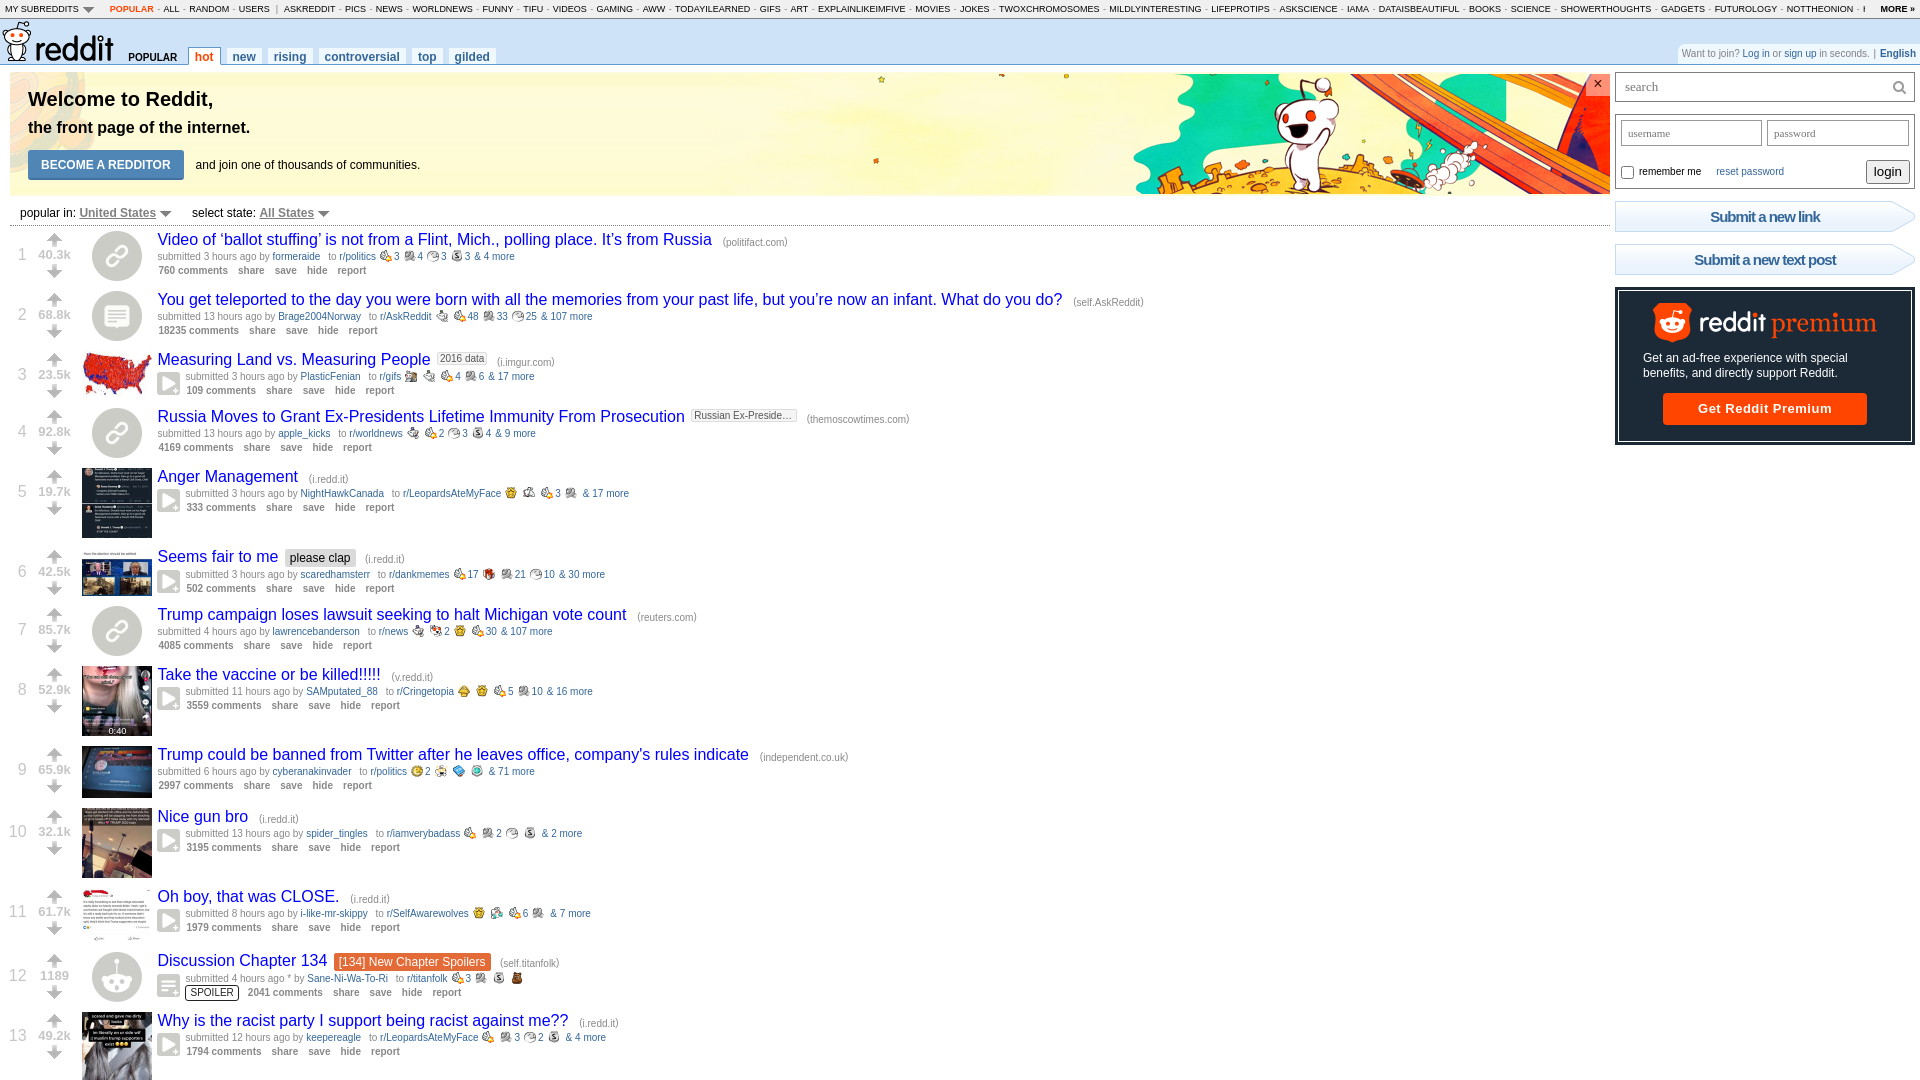 MY SUBREDDITS POPULAR - ALL - RANDOM - USERS | ASKREDDIT - PICS - NEWS - WORLDNEWS - FUNNY - TIFU - VIDEOS - GAMING - AWW - TODAYILEARNED - GIFS - ART - EXPLAINLIKEIMFIVE - MOVIES - JOKES - TWOXCHROMOSOMES - MILDLYINTERESTING - LIFEPROTIPS - ASKSCIENCE - IAMA - DATAISBEAUTIFUL - BOOKS - SCIENCE - SHOWERTHOUGHTS - GADGETS - FUTUROLOGY - NOTTHEONION - MORE »
reddit POPULAR hot new rising controversial top gilded
Want to join? Log in or sign up in seconds. | English
Welcome to Reddit,
the front page of the internet.
BECOME A REDDITOR and join one of thousands of communities.
×
search
username password
remember me reset password login
Submit a new link
Submit a new text post
reddit premium
Get an ad-free experience with special
benefits, and directly support Reddit.
Get Reddit Premium
popular in: United States select state: All States
1 40.3k Video of ‘ballot stuffing’ is not from a Flint, Mich., polling place. It’s from Russia (politifact.com)
submitted 3 hours ago by formeraide to r/politics 3 4 3 3 & 4 more
760 comments share save hide report
2 68.8k You get teleported to the day you were born with all the memories from your past life, but you’re now an infant. What do you do? (self.AskReddit)
submitted 13 hours ago by Brage2004Norway to r/AskReddit 48 33 25 & 107 more
18235 comments share save hide report
3 23.5k Measuring Land vs. Measuring People 2016 data (i.imgur.com)
submitted 3 hours ago by PlasticFenian to r/gifs 4 6 & 17 more
109 comments share save hide report
4 92.8k Russia Moves to Grant Ex-Presidents Lifetime Immunity From Prosecution Russian Ex-Preside… (themoscowtimes.com)
submitted 13 hours ago by apple_kicks to r/worldnews 2 3 4 & 9 more
4169 comments share save hide report
5 19.7k Anger Management (i.redd.it)
submitted 3 hours ago by NightHawkCanada to r/LeopardsAteMyFace 3 & 17 more
333 comments share save hide report
6 42.5k Seems fair to me please clap (i.redd.it)
submitted 3 hours ago by scaredhamsterr to r/dankmemes 17 21 10 & 30 more
502 comments share save hide report
7 85.7k Trump campaign loses lawsuit seeking to halt Michigan vote count (reuters.com)
submitted 4 hours ago by lawrencebanderson to r/news 2 30 & 107 more
4085 comments share save hide report
8 52.9k Take the vaccine or be killed!!!!! (v.redd.it)
submitted 11 hours ago by SAMputated_88 to r/Cringetopia 5 10 & 16 more
3559 comments share save hide report
0:40
9 65.9k Trump could be banned from Twitter after he leaves office, company's rules indicate (independent.co.uk)
submitted 6 hours ago by cyberanakinvader to r/politics 2 & 71 more
2997 comments share save hide report
10 32.1k Nice gun bro (i.redd.it)
submitted 13 hours ago by spider_tingles to r/iamverybadass 2 & 2 more
3195 comments share save hide report
11 61.7k Oh boy, that was CLOSE. (i.redd.it)
submitted 8 hours ago by i-like-mr-skippy to r/SelfAwarewolves 6 & 7 more
1979 comments share save hide report
12 1189 Discussion Chapter 134 [134] New Chapter Spoilers (self.titanfolk)
submitted 4 hours ago * by Sane-Ni-Wa-To-Ri to r/titanfolk 3
SPOILER 2041 comments share save hide report
13 49.2k Why is the racist party I support being racist against me?? (i.redd.it)
submitted 12 hours ago by keepereagle to r/LeopardsAteMyFace 3 2 & 4 more
1794 comments share save hide report